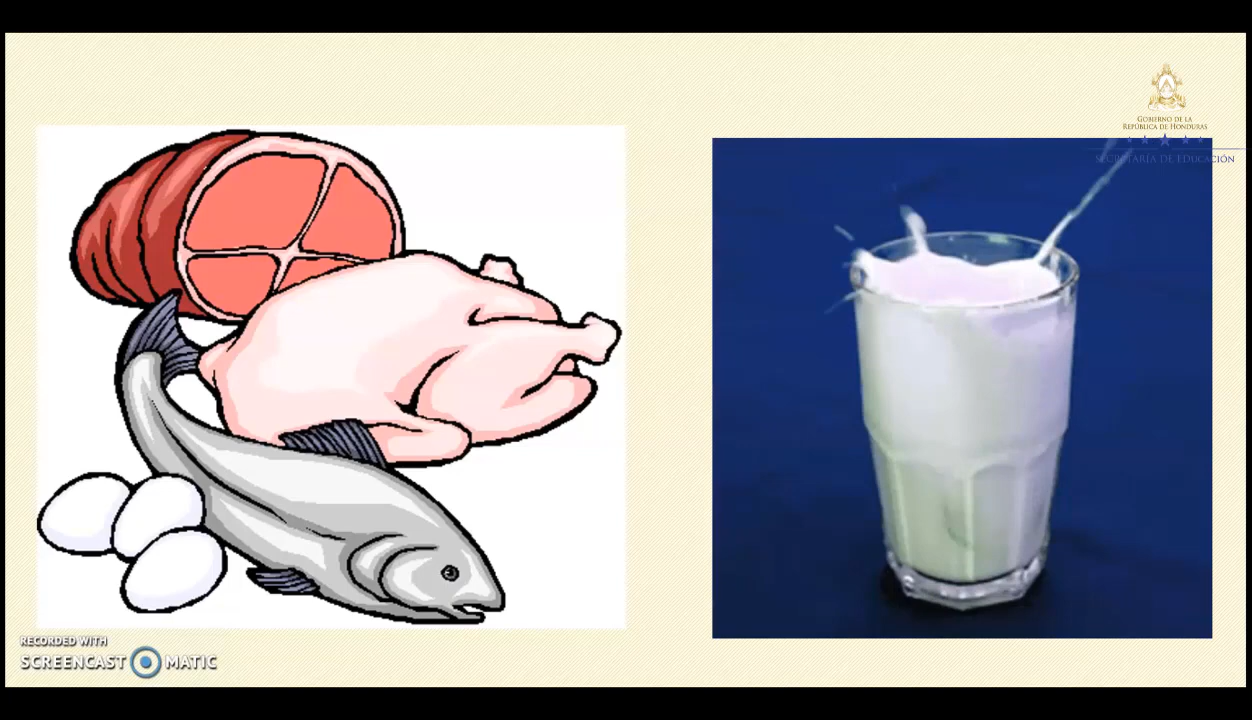 GOBIERNO DE LA
REPÚBLICA DE HONDURAS
SECRETARÍA DE EDUCACIÓN
RECORDED WITH
SCREENCAST MATIC